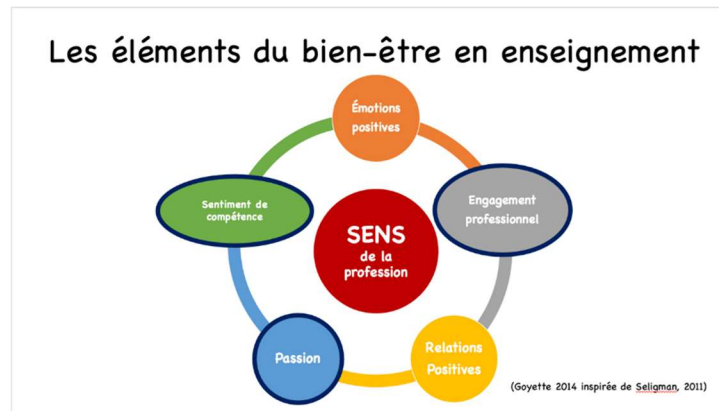 Les éléments du bien-être en enseignement
Émotions
positives
Sentiment de
compétence
Engagement
professionnel
SENS
de la
profession
Passion
Relations
Positives
(Goyette 2014 inspirée de Seligman, 2011)